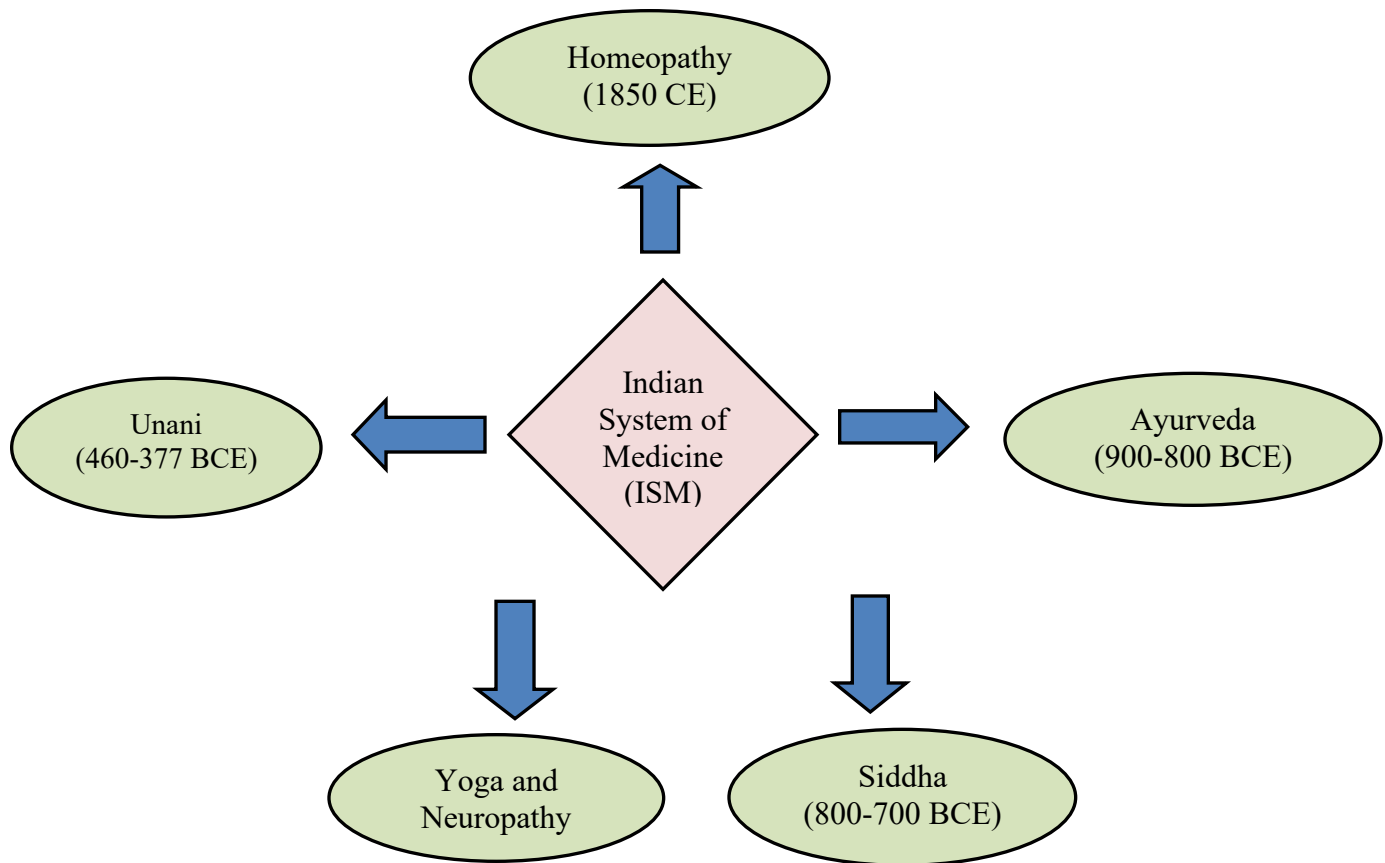 Homeopathy
(1850 CE)
Indian
System of
Medicine
(ISM)
Unani
(460-377 BCE)
Ayurveda
(900-800 BCE)
Yoga and
Neuropathy
Siddha
(800-700 BCE)